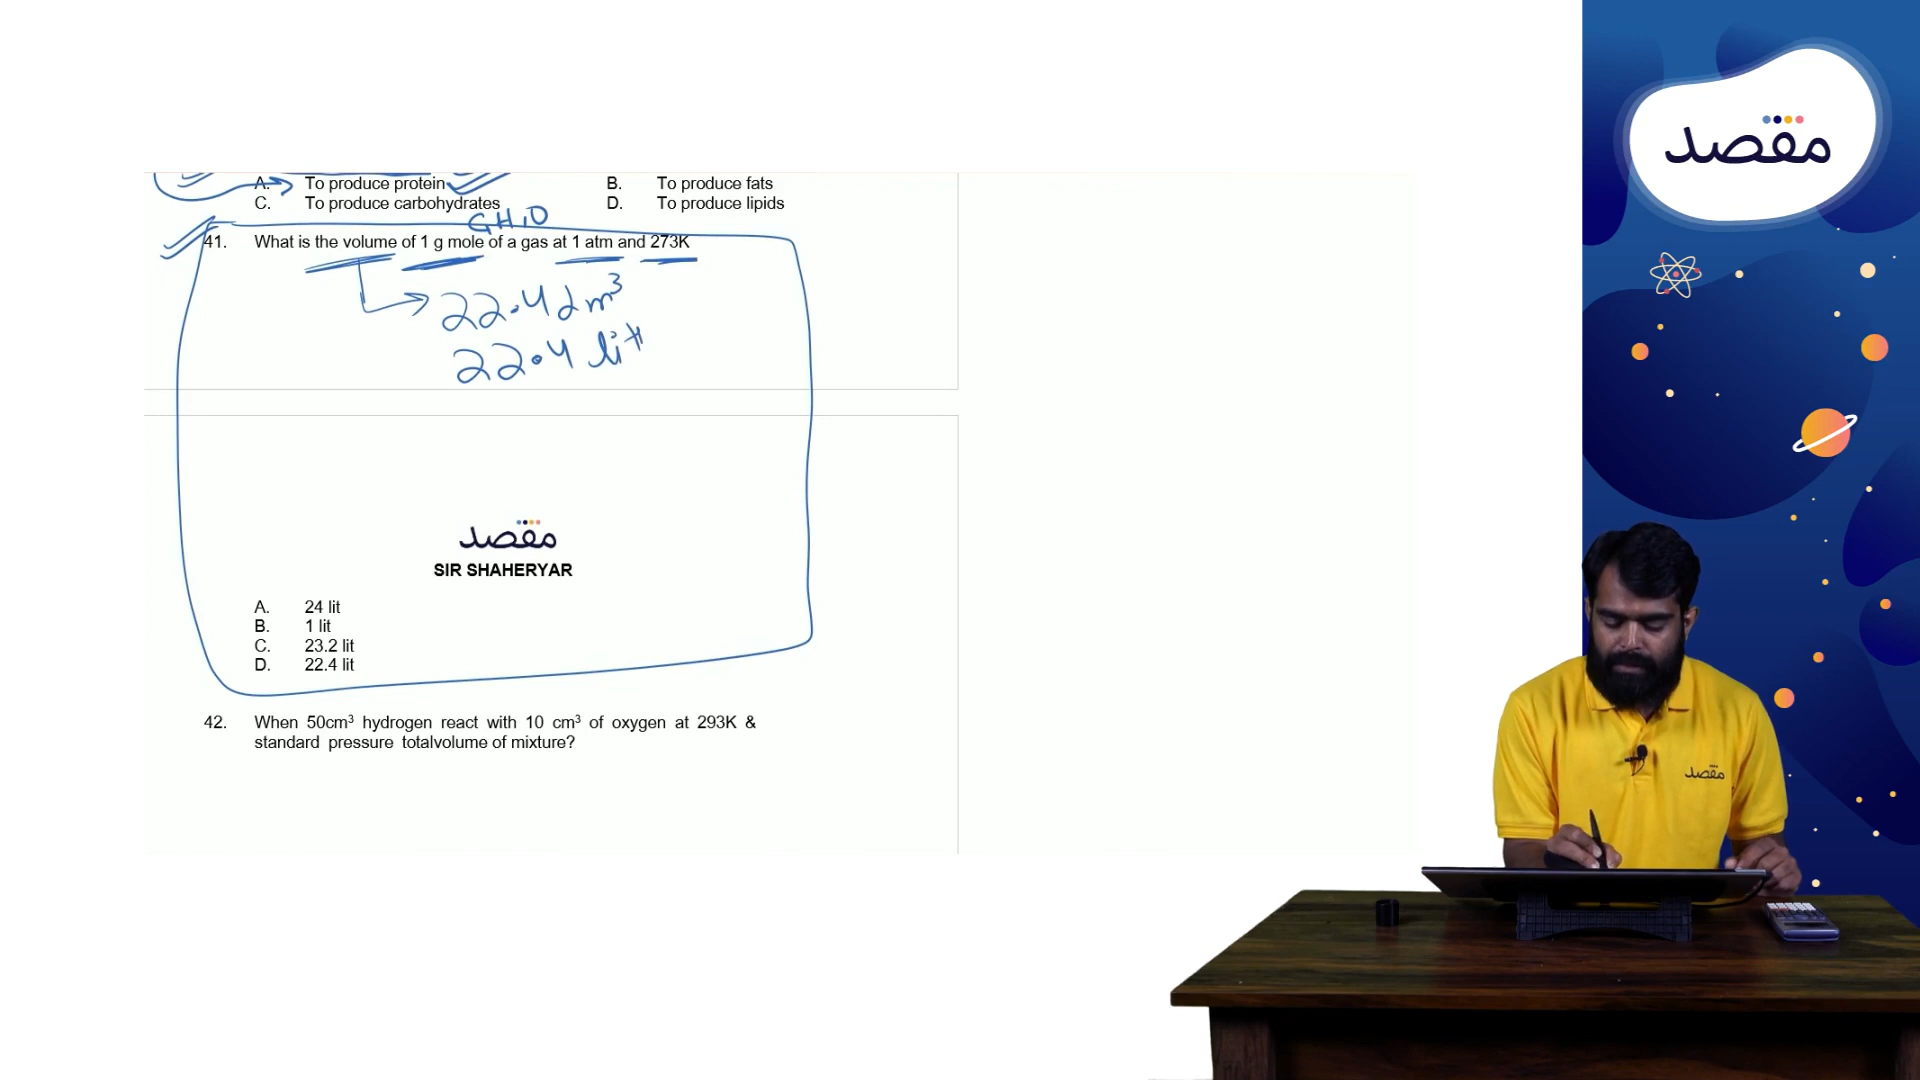 مقصد
A. To produce protein B. To produce fats
C. To produce carbohydrates D. To produce lipids
41. What is the volume of 1 g mole of a gas at 1 atm and 273K
22.4 dm³
22.4 lit
مقصد
SIR SHAHERYAR
A. 24 lit
B. 1 lit
C. 23.2 lit
D. 22.4 lit
42. When 50cm³ hydrogen react with 10 cm³ of oxygen at 293K &
standard pressure totalvolume of mixture?
مقصد